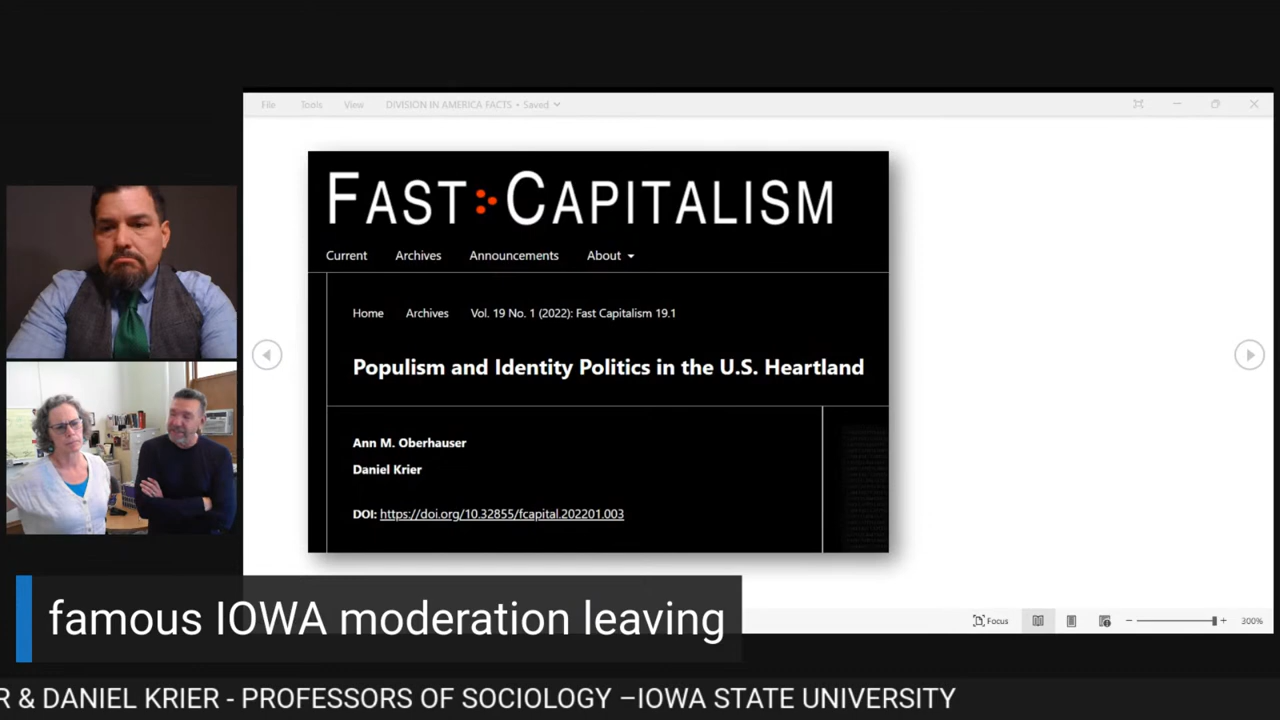 File Tools View DIVISION IN AMERICA FACTS • Saved
FAST CAPITALISM
Current Archives Announcements About
Home Archives Vol. 19 No. 1 (2022): Fast Capitalism 19.1
Populism and Identity Politics in the U.S. Heartland
Ann M. Oberhauser
Daniel Krier
DOI: https://doi.org/10.32855/fcapital.202201.003
famous IOWA moderation leaving
Focus
300%
R & DANIEL KRIER - PROFESSORS OF SOCIOLOGY –IOWA STATE UNIVERSITY